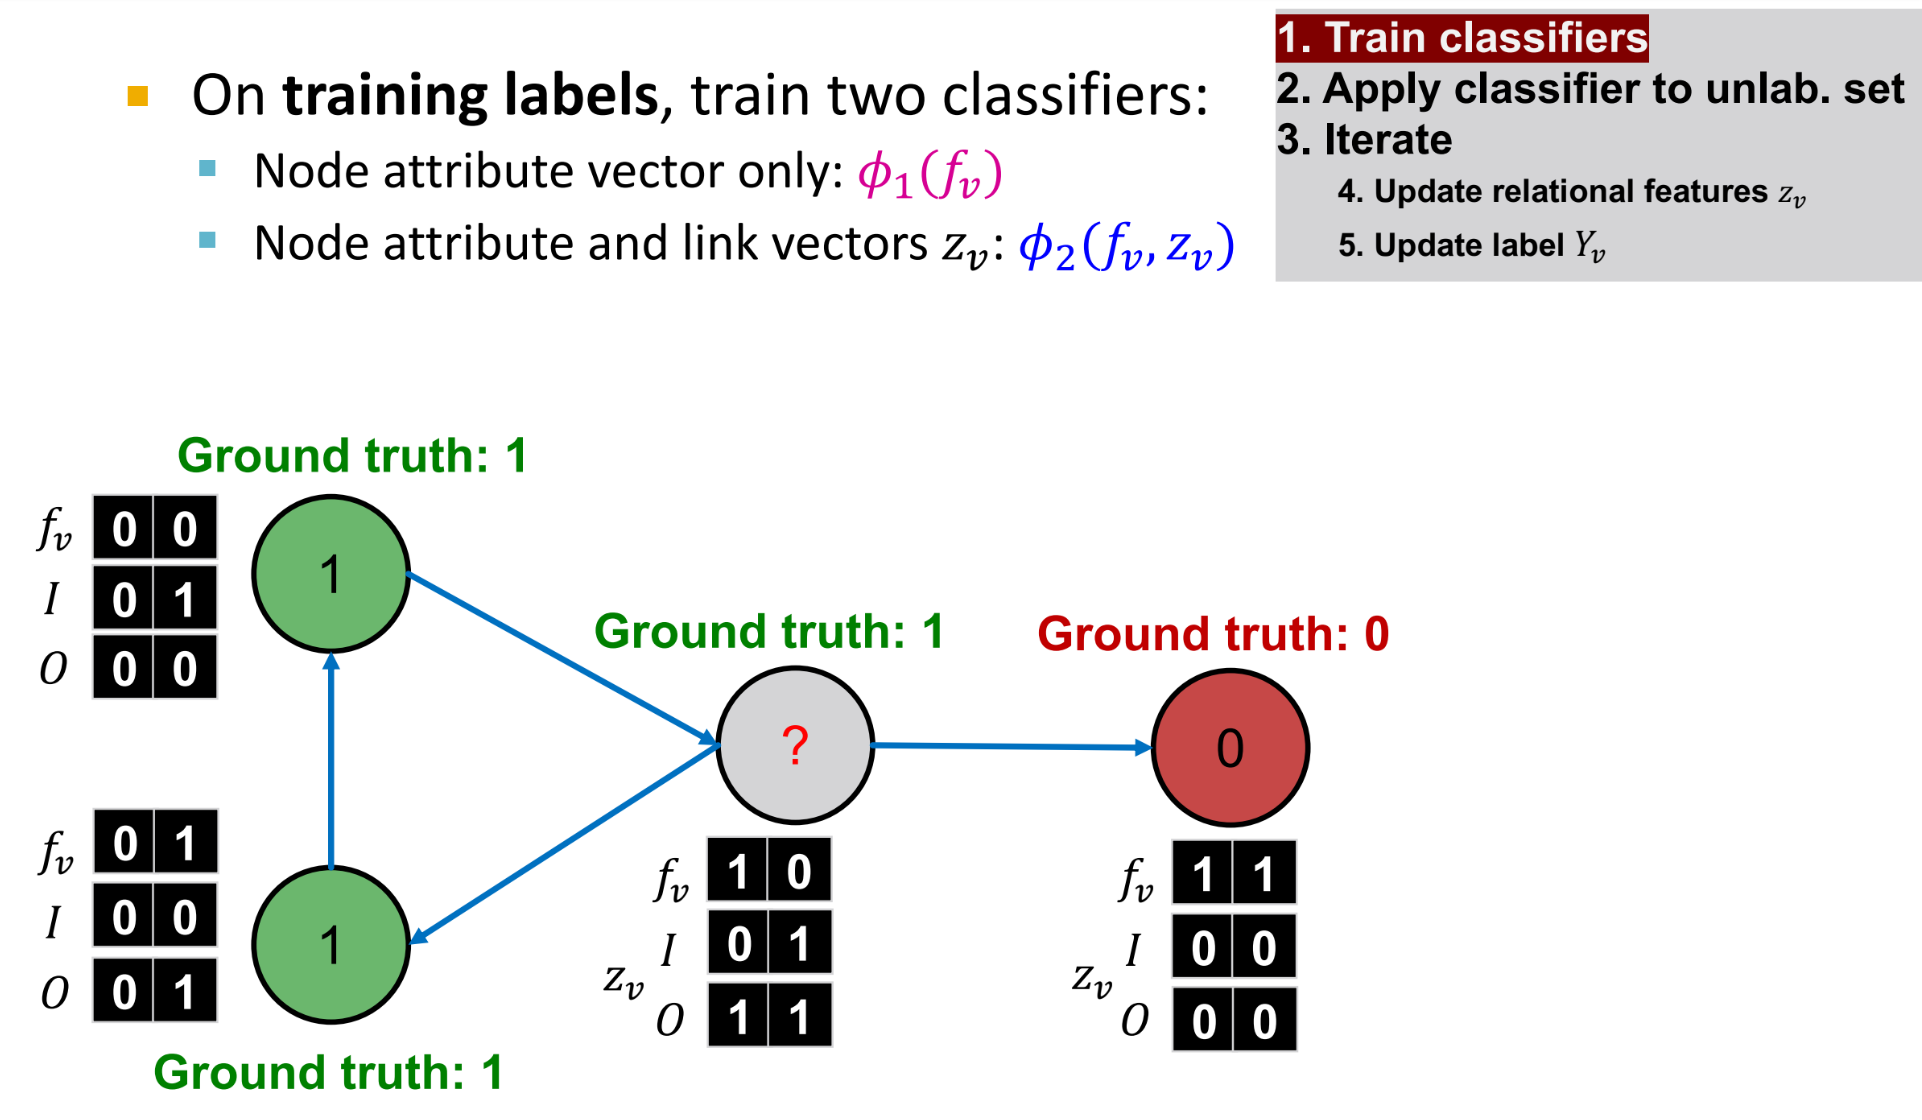 On training labels, train two classifiers:
Node attribute vector only: ϕ₁(fᵥ)
Node attribute and link vectors zᵥ: ϕ₂(fᵥ, zᵥ)
1. Train classifiers
2. Apply classifier to unlab. set
3. Iterate
4. Update relational features zᵥ
5. Update label Yᵥ
Ground truth: 1
fᵥ 0 0
I 0 1
O 0 0
1
Ground truth: 1
?
Ground truth: 0
0
fᵥ 0 1
I 0 0
O 0 1
1
Ground truth: 1
fᵥ 1 0
zᵥ
I 0 1
O 1 1
fᵥ 1 1
zᵥ
I 0 0
O 0 0